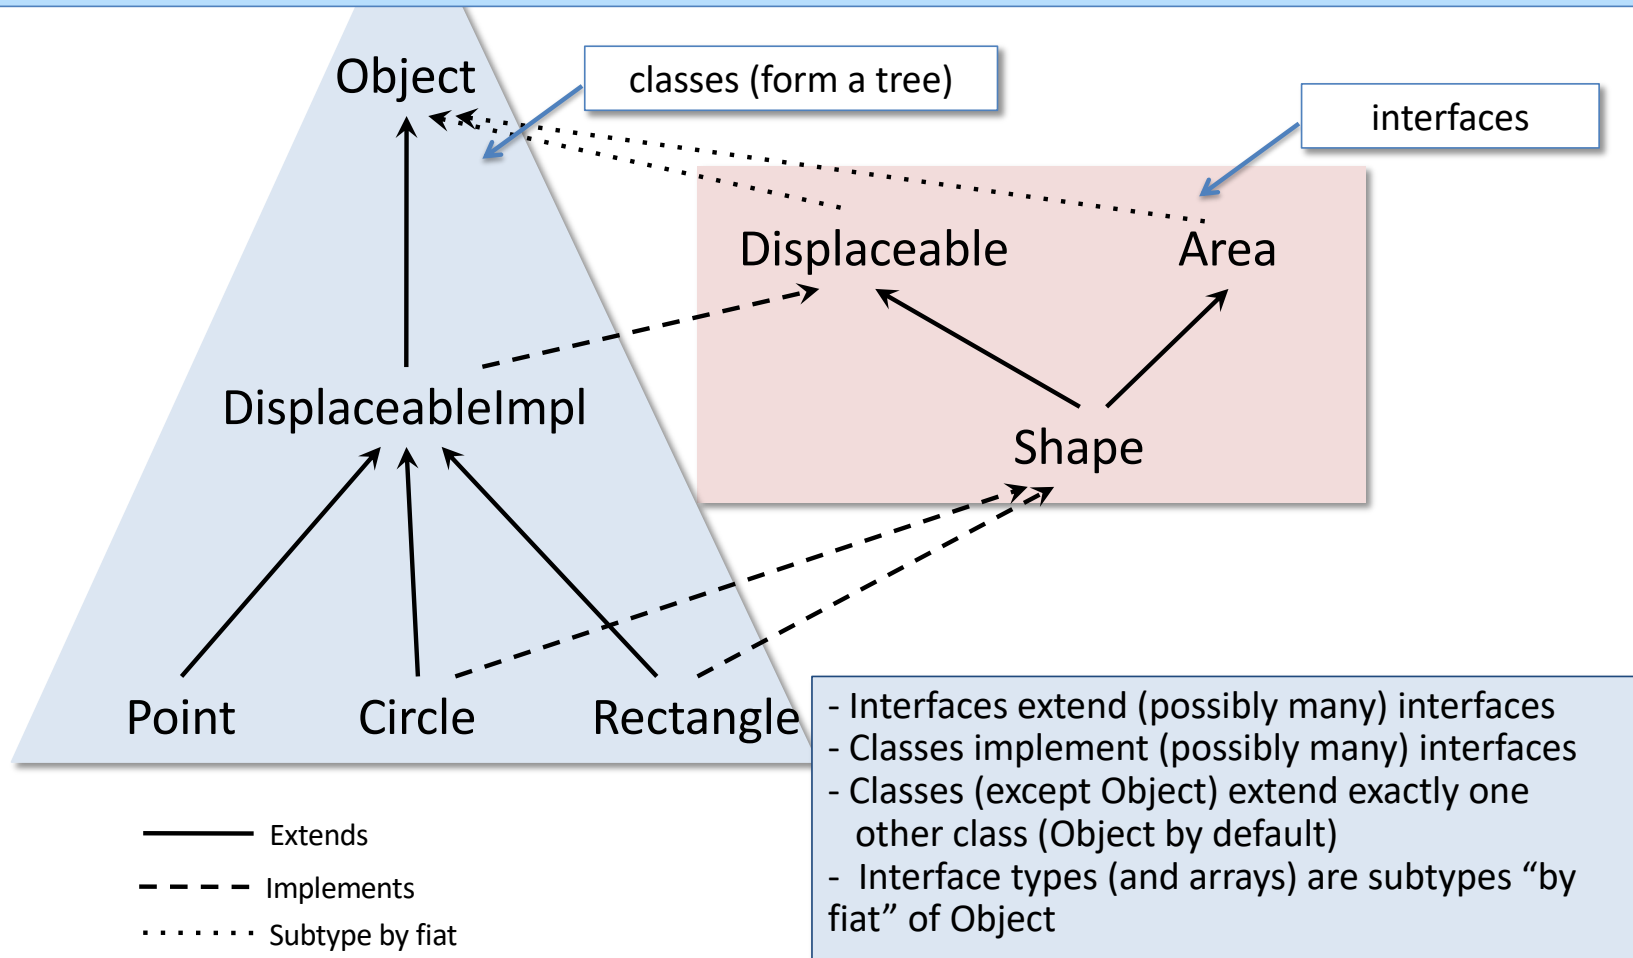 Object
classes (form a tree)
interfaces
Displaceable
Area
DisplaceableImpl
Shape
Point
Circle
Rectangle
- Interfaces extend (possibly many) interfaces
- Classes implement (possibly many) interfaces
- Classes (except Object) extend exactly one
other class (Object by default)
- Interface types (and arrays) are subtypes “by
fiat” of Object
Extends
Implements
Subtype by fiat